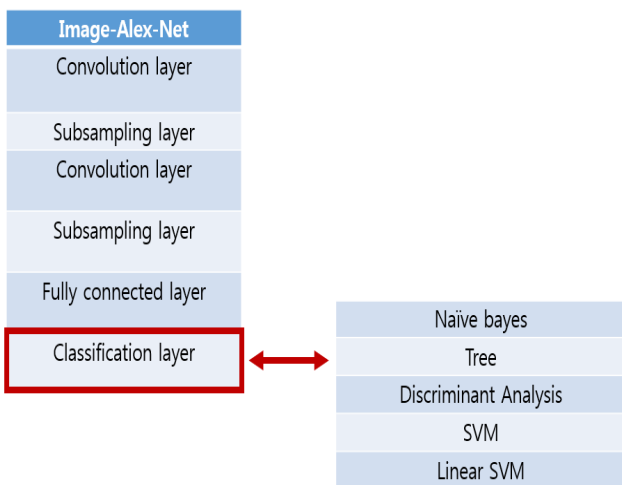 Image-Alex-Net
Convolution layer
Subsampling layer
Convolution layer
Subsampling layer
Fully connected layer
Classification layer
Naïve bayes
Tree
Discriminant Analysis
SVM
Linear SVM